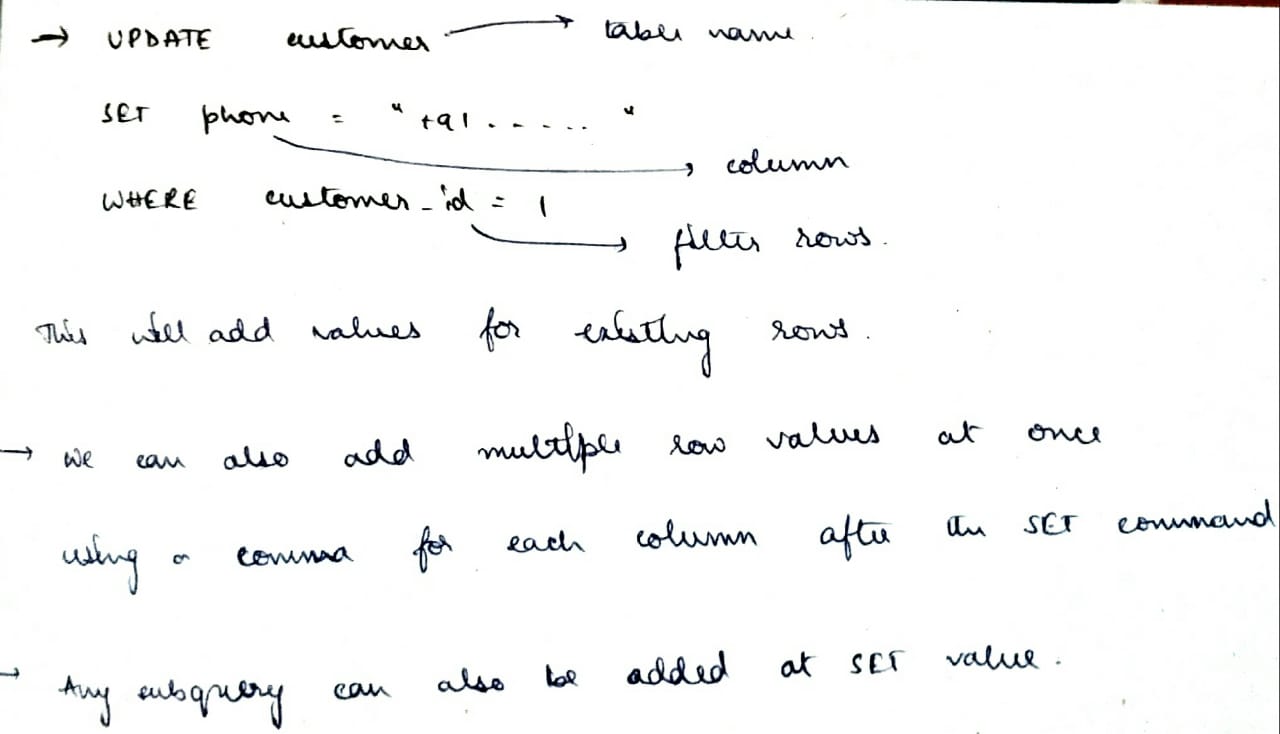 → UPDATE customer → table name.
SET phone = "+91......"
→ column
WHERE customer_id = 1
→ filter rows.
This will add values for existing rows.
→ We can also add multiple row values at once
using a comma for each column after the SET command
→ Any subquery can also be added at SET value.